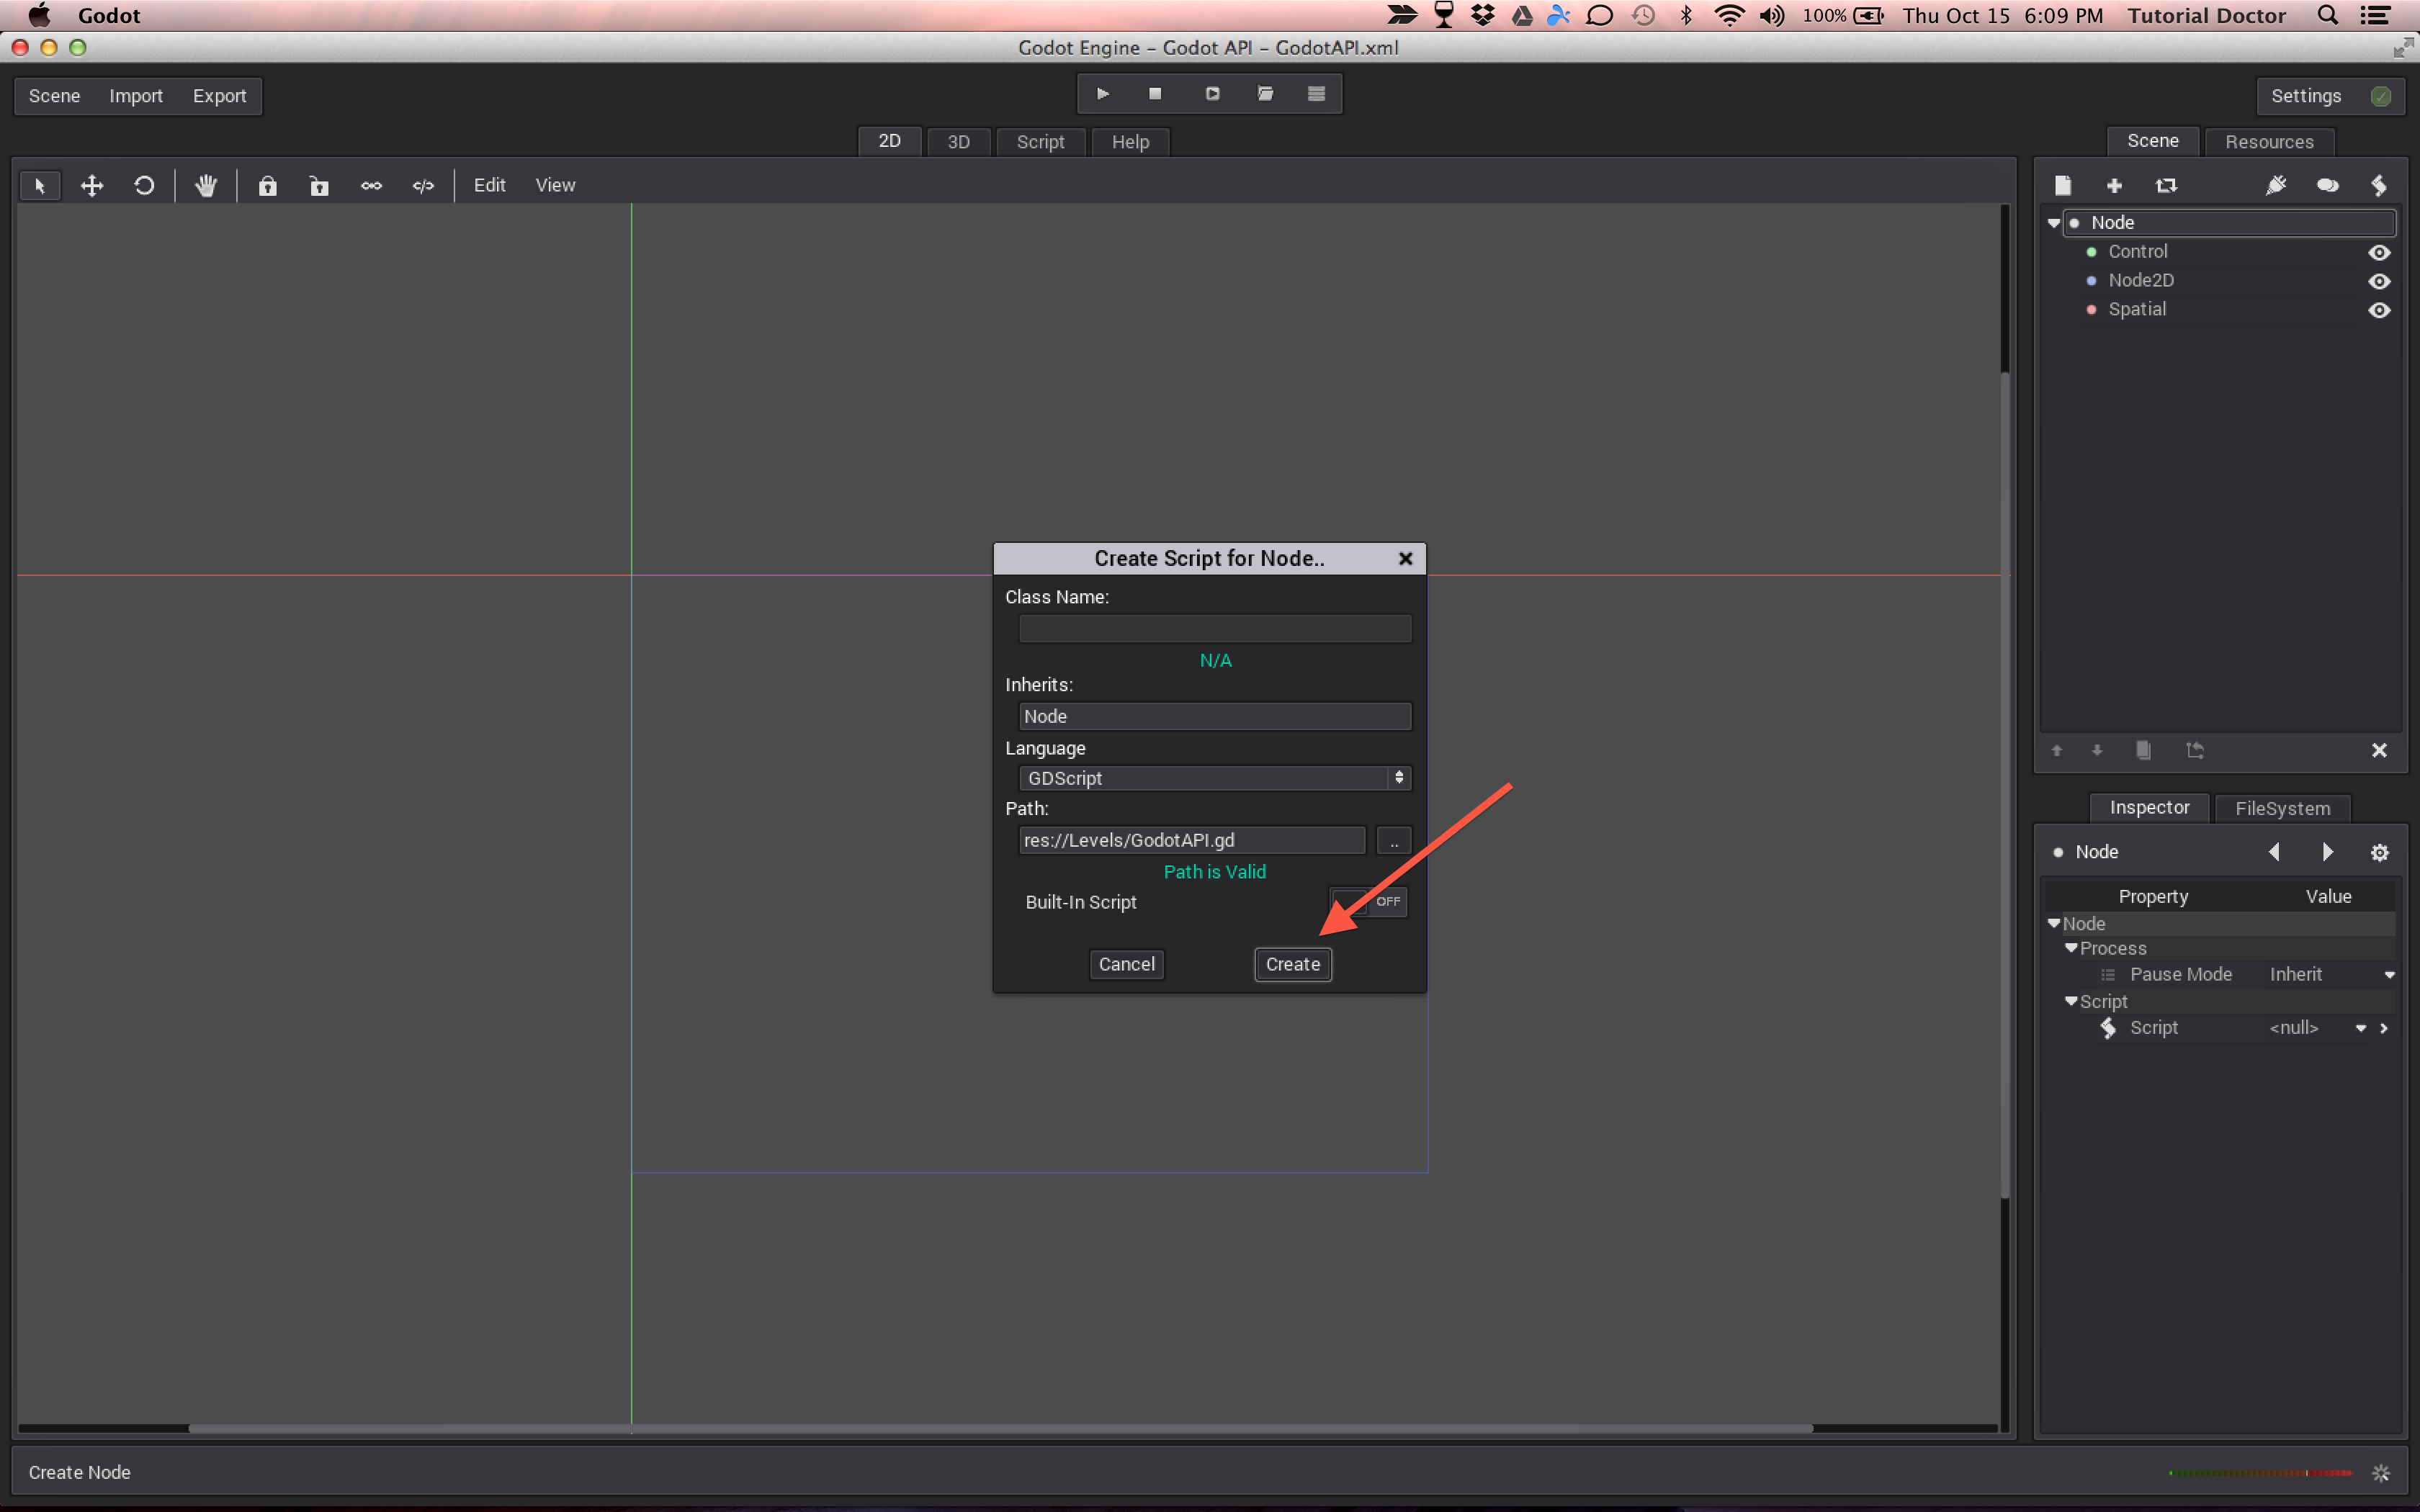 Godot 100% Thu Oct 15 6:09 PM Tutorial Doctor
Godot Engine – Godot API – GodotAPI.xml
Scene Import Export Settings
2D 3D Script Help Scene Resources
Edit View
Node
Control
Node2D
Spatial
Create Script for Node..
Class Name:
N/A
Inherits:
Node
Language
GDScript
Path:
res://Levels/GodotAPI.gd ..
Path is Valid
Built-In Script OFF
Cancel Create
Inspector FileSystem
Node
Property Value
Node
Process
Pause Mode Inherit
Script
Script <null>
Create Node